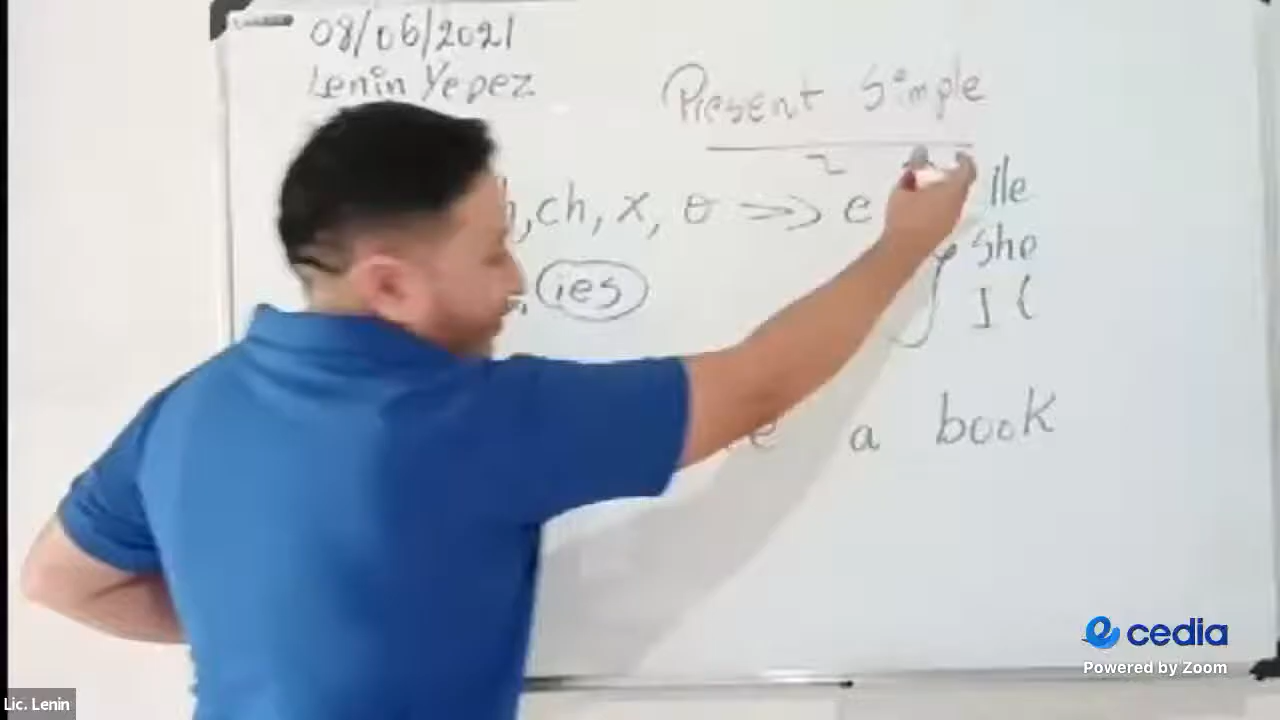 08/06/2021
Lenin Yepez
Present Simple
ch, x, o => e
He
She
ies
It
a book
cedia
Powered by Zoom
Lic. Lenin